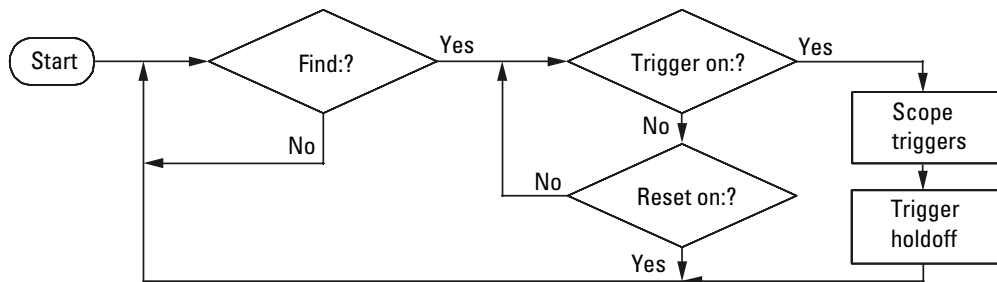 Start
Find:?
Yes
No
Trigger on:?
Yes
No
Scope
triggers
Reset on:?
No
Yes
Trigger
holdoff